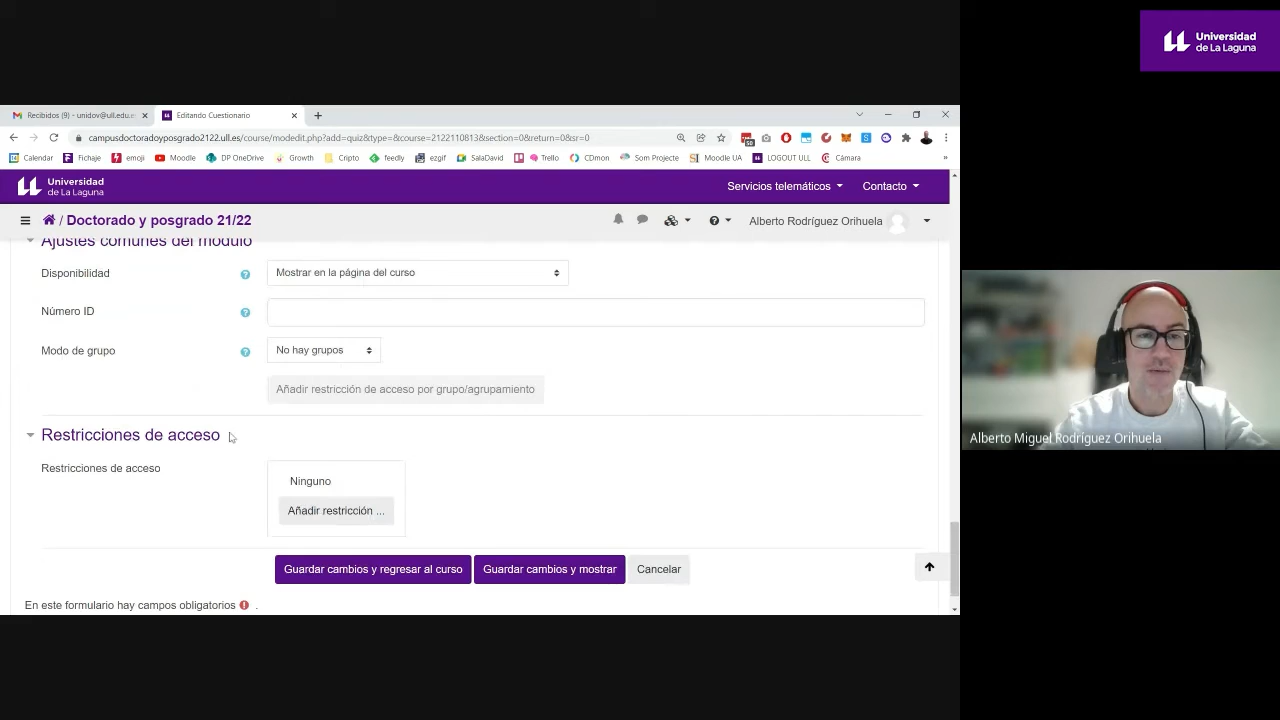 Universidad
de La Laguna
Recibidos (9) - unidov@ull.edu.e
Editando Cuestionario
campusdoctoradoyposgrado2122.ull.es/course/modedit.php?add=quiz&type=&course=2122110813&section=0&return=0&sr=0
Calendar Fichaje emoji Moodle DP OneDrive Growth Cripto feedly ezgif SalaDavid Trello CDmon Som Projecte Moodle UA LOGOUT ULL Cámara
Universidad
de La Laguna
Servicios telemáticos Contacto
/ Doctorado y posgrado 21/22
Alberto Rodríguez Orihuela
Ajustes comunes del módulo
Disponibilidad
Mostrar en la página del curso
Número ID
Modo de grupo
No hay grupos
Añadir restricción de acceso por grupo/agrupamiento
Restricciones de acceso
Restricciones de acceso
Ninguno
Añadir restricción ...
Guardar cambios y regresar al curso
Guardar cambios y mostrar
Cancelar
En este formulario hay campos obligatorios .
Alberto Miguel Rodríguez Orihuela